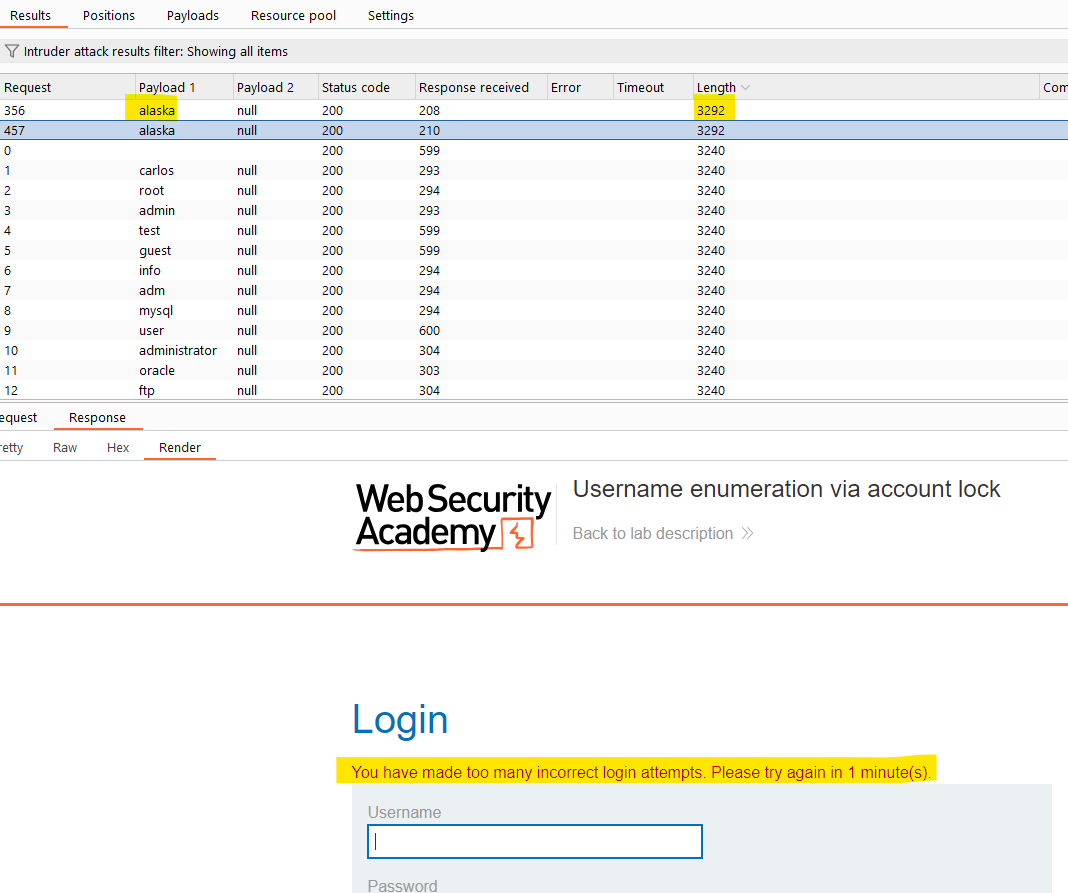 Results Positions Payloads Resource pool Settings
Intruder attack results filter: Showing all items
Request Payload 1 Payload 2 Status code Response received Error Timeout Length Com
356 alaska null 200 208 3292
457 alaska null 200 210 3292
0 200 599 3240
1 carlos null 200 293 3240
2 root null 200 294 3240
3 admin null 200 293 3240
4 test null 200 599 3240
5 guest null 200 599 3240
6 info null 200 294 3240
7 adm null 200 294 3240
8 mysql null 200 294 3240
9 user null 200 600 3240
10 administrator null 200 304 3240
11 oracle null 200 303 3240
12 ftp null 200 304 3240
equest Response
retty Raw Hex Render
Web Security
Academy
Username enumeration via account lock
Back to lab description
Login
You have made too many incorrect login attempts. Please try again in 1 minute(s).
Username
Password